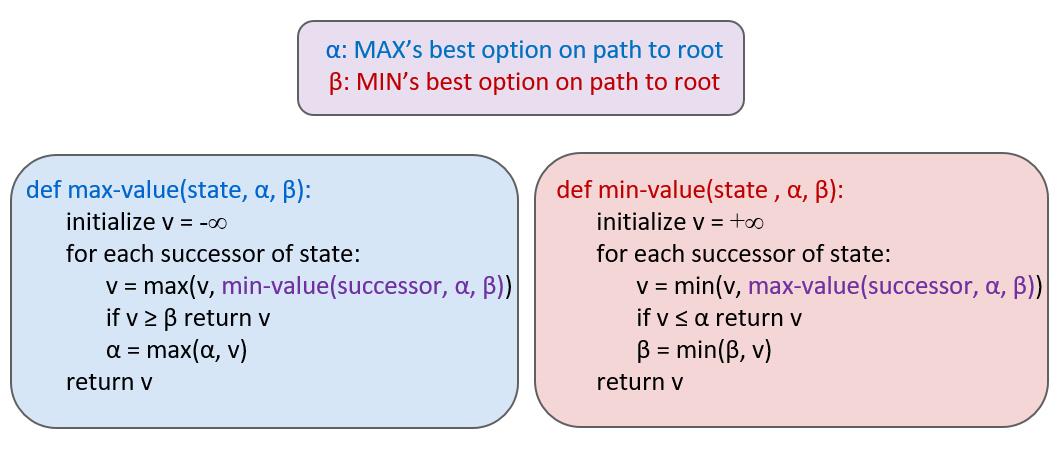 α: MAX’s best option on path to root
β: MIN’s best option on path to root
def max-value(state, α, β):
initialize v = -∞
for each successor of state:
v = max(v, min-value(successor, α, β))
if v ≥ β return v
α = max(α, v)
return v
def min-value(state , α, β):
initialize v = +∞
for each successor of state:
v = min(v, max-value(successor, α, β))
if v ≤ α return v
β = min(β, v)
return v